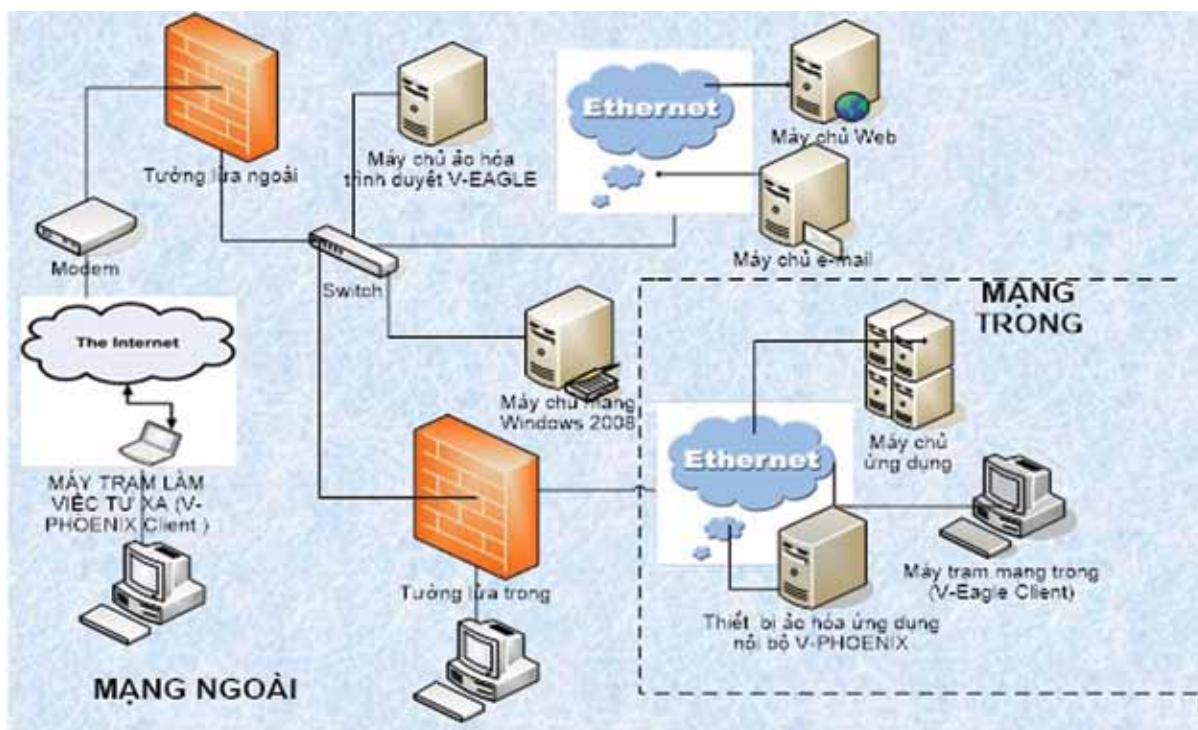 Tường lửa ngoài
Máy chủ ảo hóa
trình duyệt V-EAGLE
Ethernet
Máy chủ Web
Máy chủ e-mail
Modem
Switch
The Internet
MÁY TRẠM LÀM
VIỆC TỪ XA (V-
PHOENIX Client )
Máy chủ mạng
Windows 2008
Tường lửa trong
MẠNG
TRONG
Ethernet
Máy chủ
ứng dụng
Máy trạm mạng trong
(V-Eagle Client)
Thiết bị ảo hóa ứng dụng
nội bộ V-PHOENIX
MẠNG NGOÀI